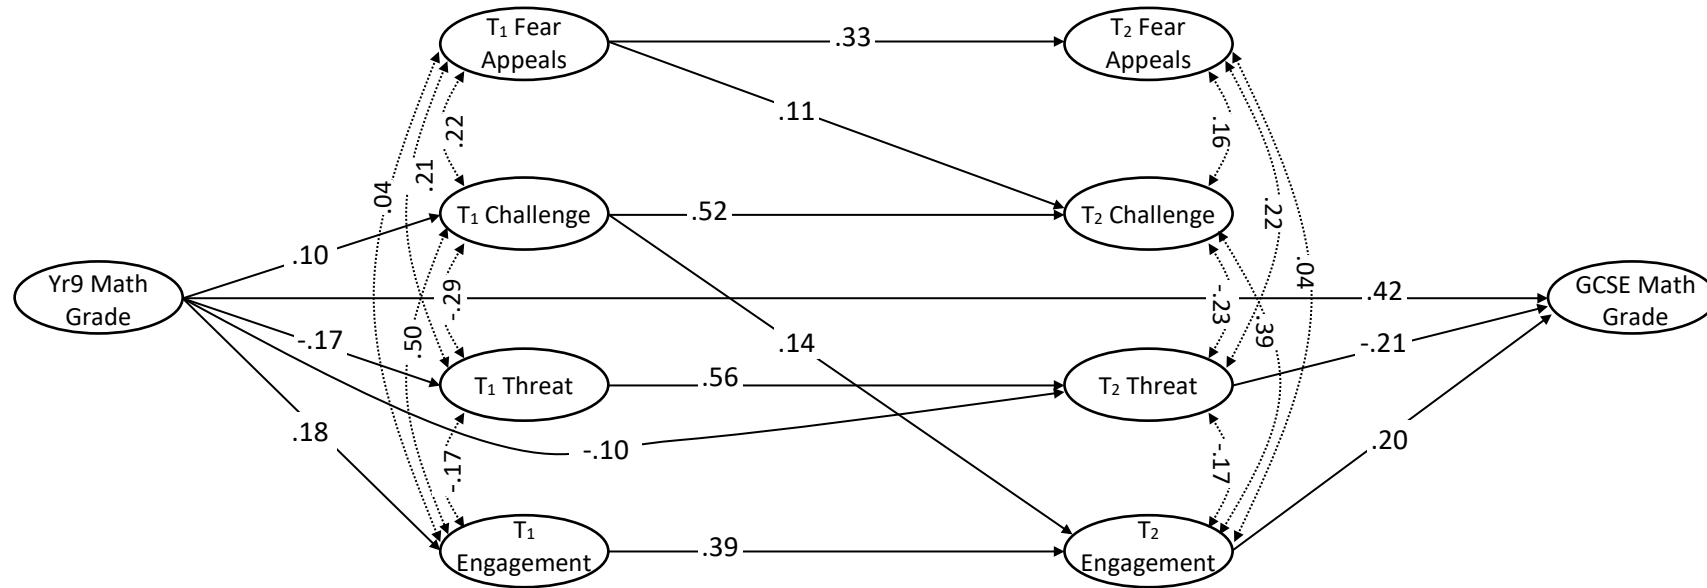 T₁ Fear
Appeals
.33
T₂ Fear
Appeals
.11
.22
.16
.21
.04
T₁ Challenge
.52
T₂ Challenge
.22
.10
.04
Yr9 Math
Grade
-.29
-.23
.42
GCSE Math
Grade
-.17
.50
.14
.39
-.21
T₁ Threat
.56
T₂ Threat
.18
-.10
.20
-.17
-.17
T₁
Engagement
.39
T₂
Engagement